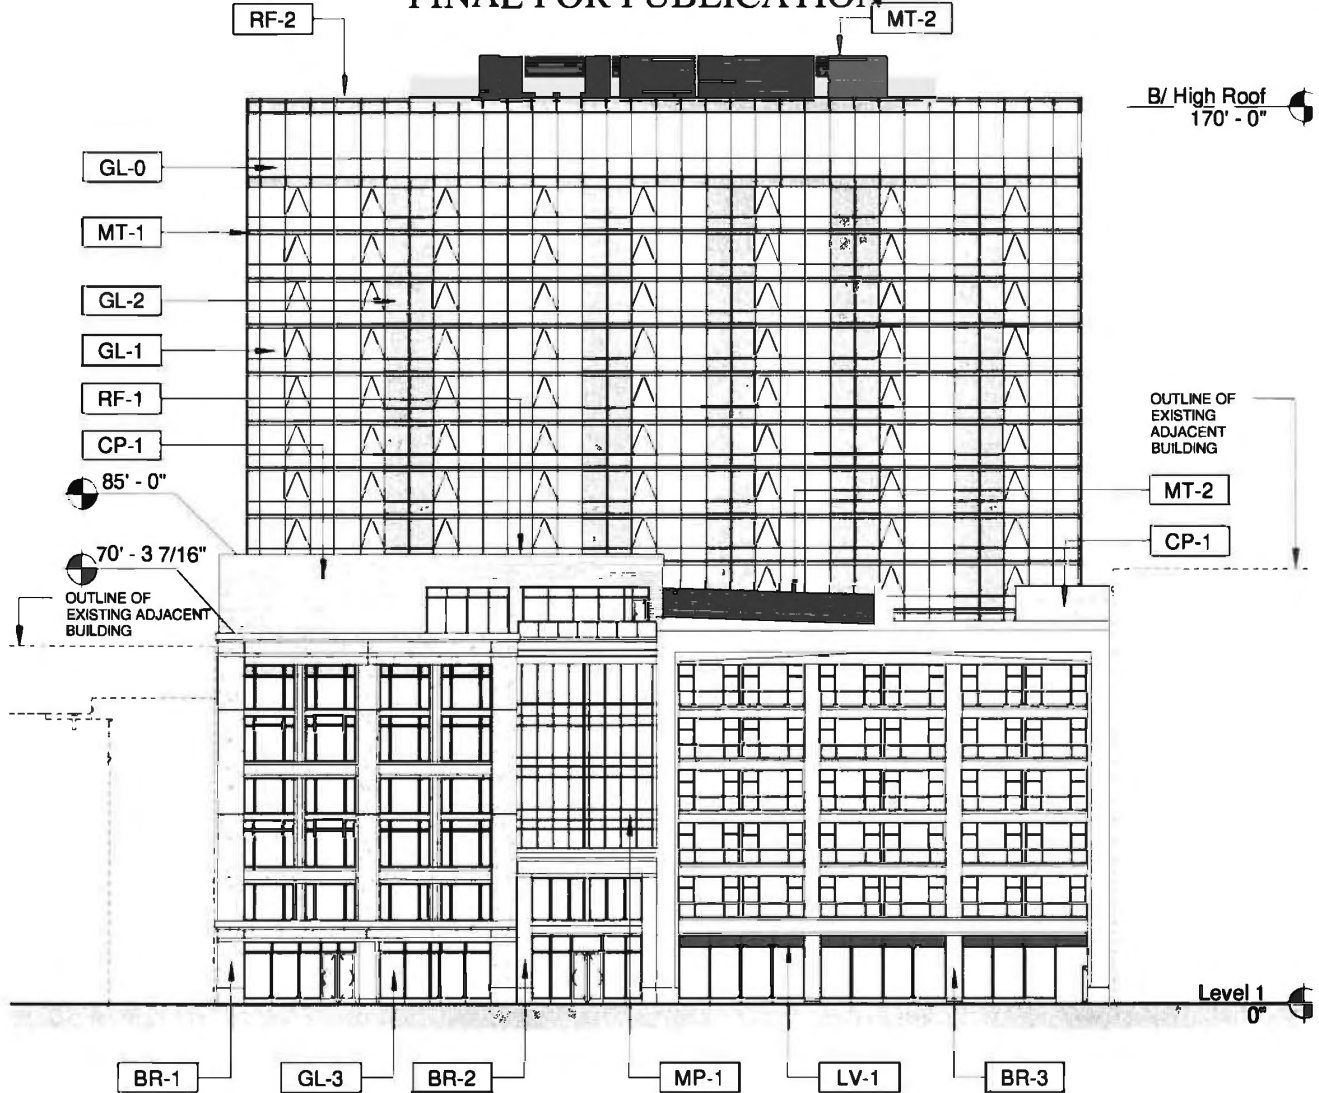 FINAL FOR PUBLICATION
RF-2
MT-2
B/ High Roof
170' - 0"
GL-0
MT-1
GL-2
GL-1
RF-1
CP-1
85' - 0"
70' - 3 7/16"
OUTLINE OF
EXISTING ADJACENT
BUILDING
OUTLINE OF
EXISTING
ADJACENT
BUILDING
MT-2
CP-1
Level 1
0"
BR-1
GL-3
BR-2
MP-1
LV-1
BR-3